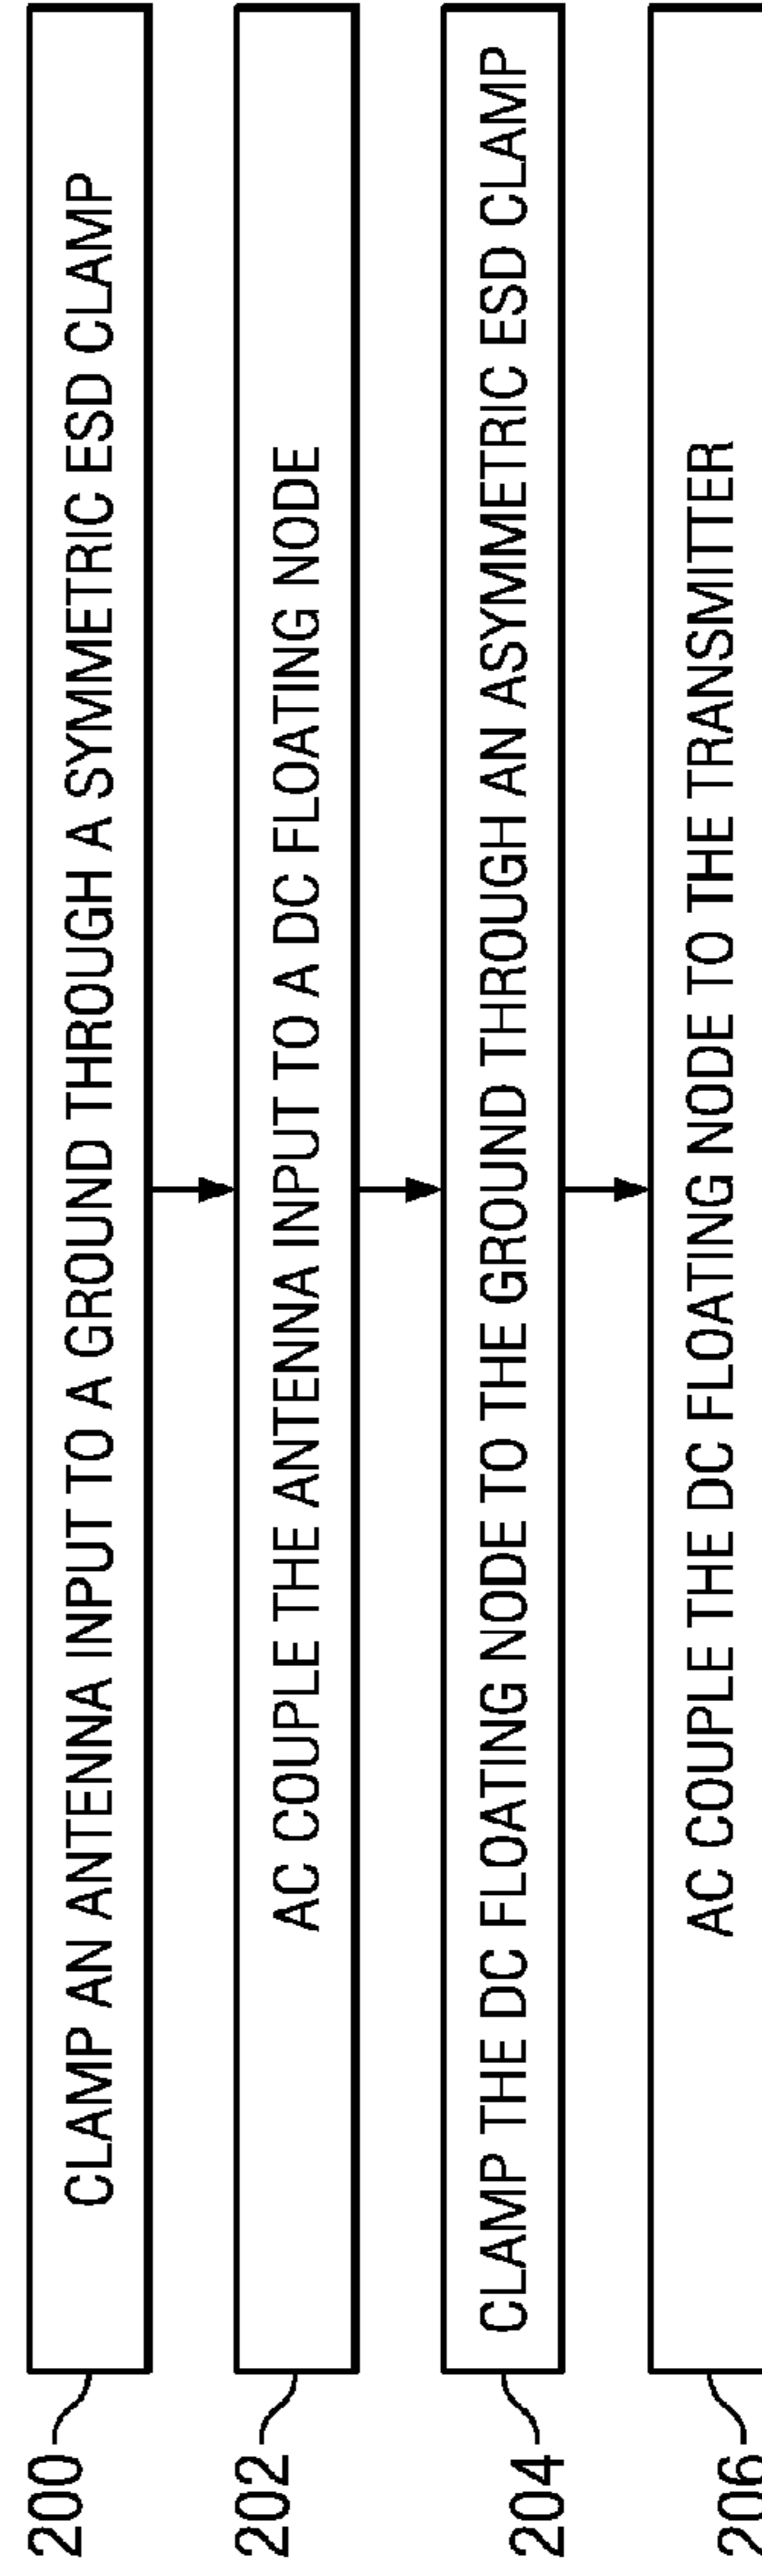 200
CLAMP AN ANTENNA INPUT TO A GROUND THROUGH A SYMMETRIC ESD CLAMP
202
AC COUPLE THE ANTENNA INPUT TO A DC FLOATING NODE
204
CLAMP THE DC FLOATING NODE TO THE GROUND THROUGH AN ASYMMETRIC ESD CLAMP
206
AC COUPLE THE DC FLOATING NODE TO THE TRANSMITTER